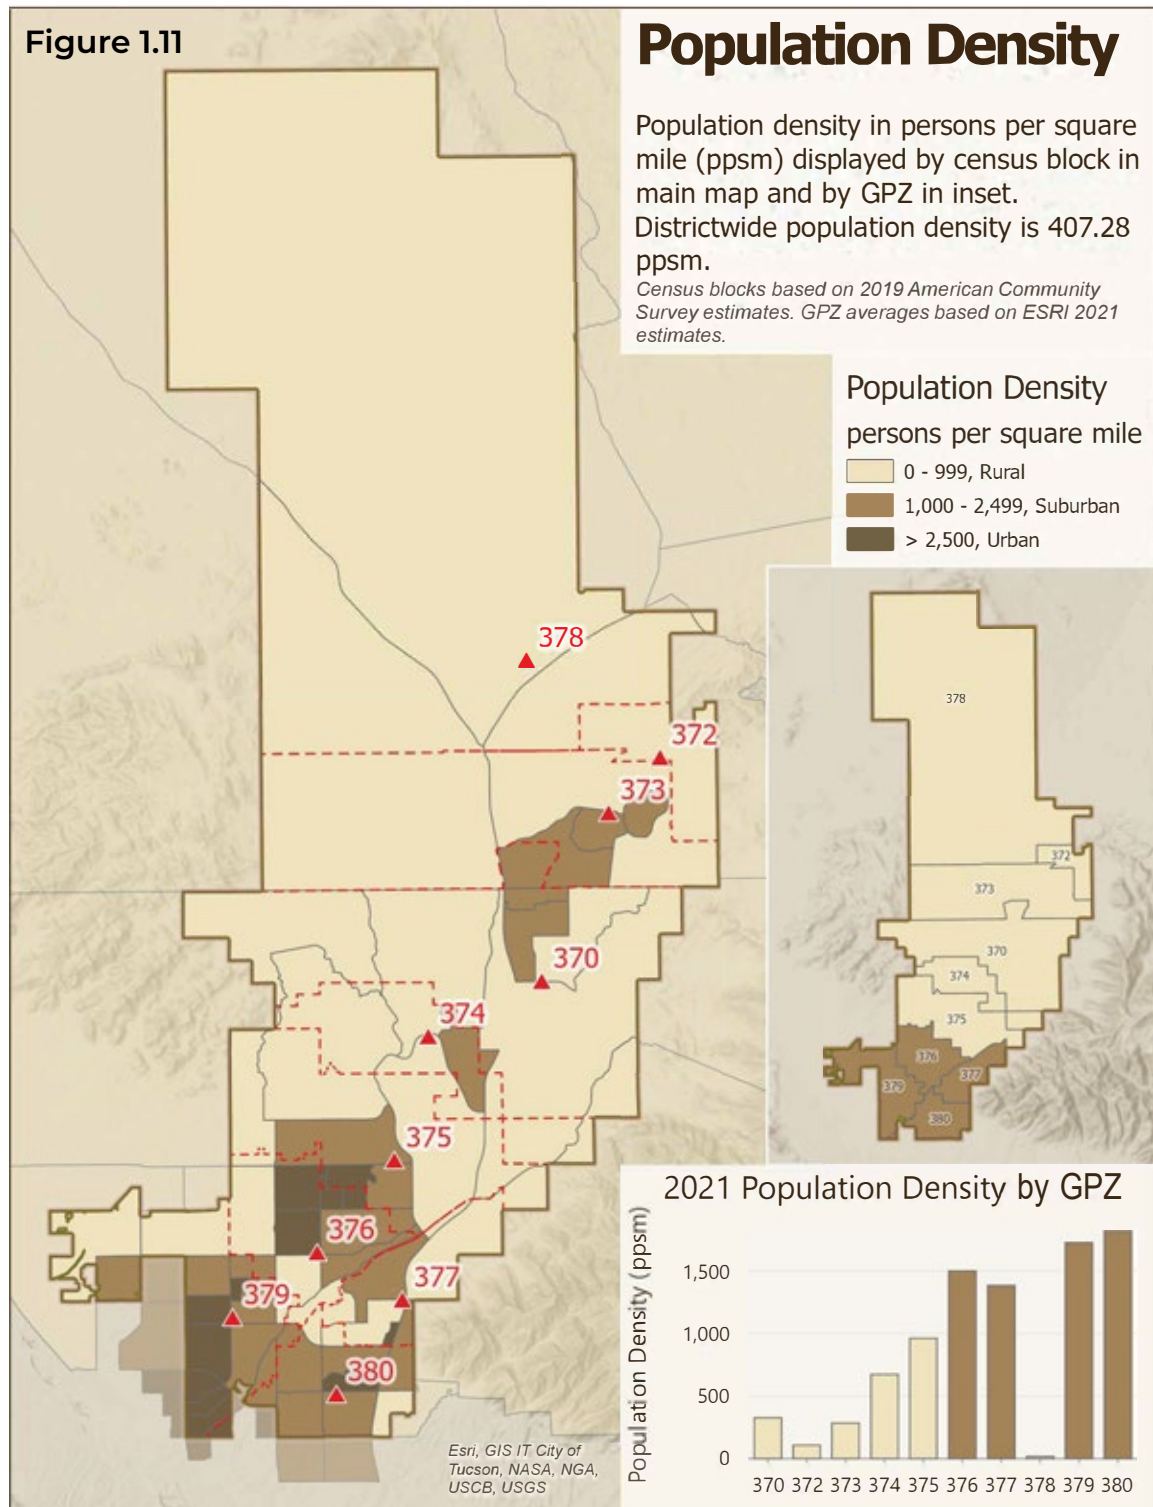 Figure 1.11
Population Density
Population density in persons per square
mile (ppsm) displayed by census block in
main map and by GPZ in inset.
Districtwide population density is 407.28
ppsm.
Census blocks based on 2019 American Community
Survey estimates. GPZ averages based on ESRI 2021
estimates.
Population Density
persons per square mile
0 - 999, Rural
1,000 - 2,499, Suburban
> 2,500, Urban
378
372
373
370
374
375
376
377
379
380
378
372
373
370
374
375
376
377
379
380
Esri, GIS IT City of
Tucson, NASA, NGA,
USCB, USGS
2021 Population Density by GPZ
Population Density (ppsm)
1,500
1,000
500
0
370 372 373 374 375 376 377 378 379 380